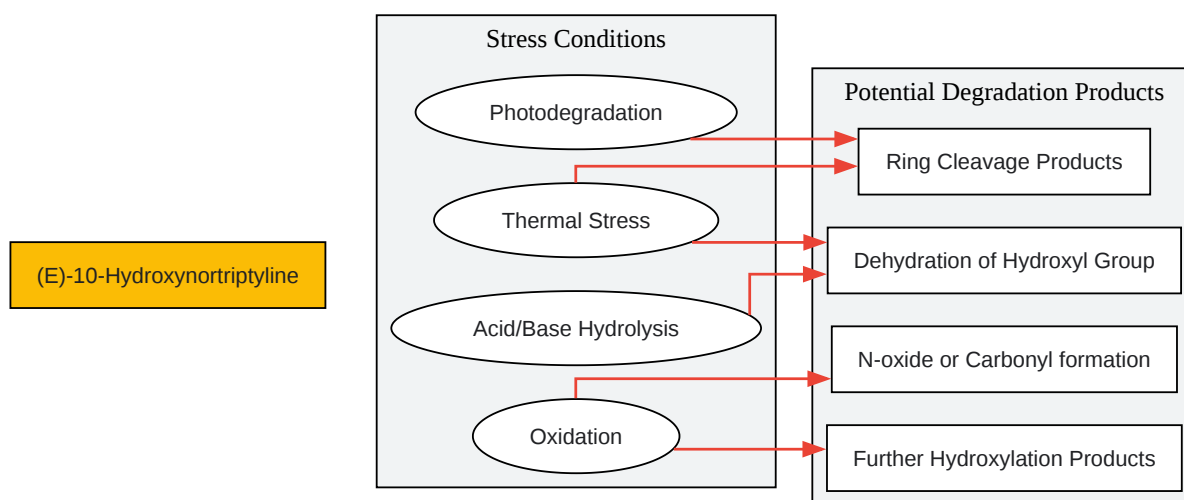 Stress Conditions
Photodegradation
Thermal Stress
Acid/Base Hydrolysis
Oxidation
(E)-10-Hydroxynortriptyline
Potential Degradation Products
Ring Cleavage Products
Dehydration of Hydroxyl Group
N-oxide or Carbonyl formation
Further Hydroxylation Products